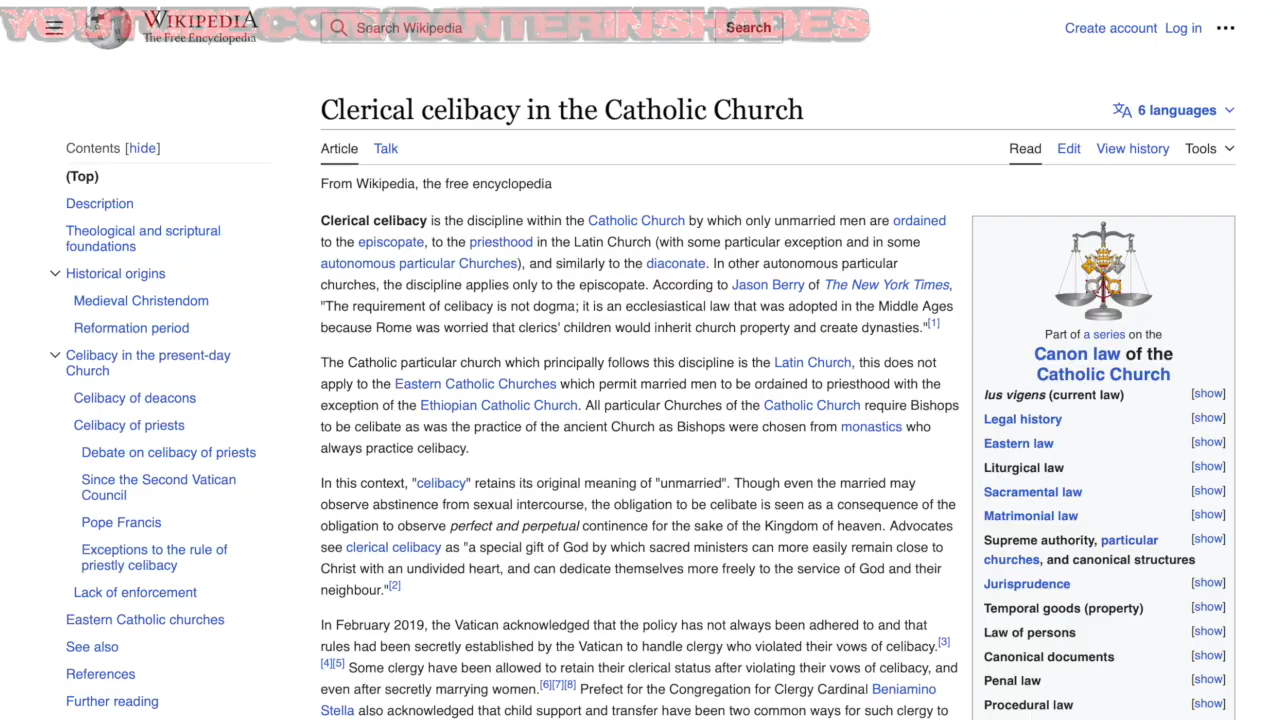 WIKIPEDIA
The Free Encyclopedia
Search Wikipedia
Search
Create account Log in
Clerical celibacy in the Catholic Church
6 languages
Article Talk
Read Edit View history Tools
From Wikipedia, the free encyclopedia
Contents [hide]
(Top)
Description
Theological and scriptural
foundations
Historical origins
Medieval Christendom
Reformation period
Celibacy in the present-day
Church
Celibacy of deacons
Celibacy of priests
Debate on celibacy of priests
Since the Second Vatican
Council
Pope Francis
Exceptions to the rule of
priestly celibacy
Lack of enforcement
Eastern Catholic churches
See also
References
Further reading
Clerical celibacy is the discipline within the Catholic Church by which only unmarried men are ordained
to the episcopate, to the priesthood in the Latin Church (with some particular exception and in some
autonomous particular Churches), and similarly to the diaconate. In other autonomous particular
churches, the discipline applies only to the episcopate. According to Jason Berry of The New York Times,
"The requirement of celibacy is not dogma; it is an ecclesiastical law that was adopted in the Middle Ages
because Rome was worried that clerics' children would inherit church property and create dynasties."[1]
The Catholic particular church which principally follows this discipline is the Latin Church, this does not
apply to the Eastern Catholic Churches which permit married men to be ordained to priesthood with the
exception of the Ethiopian Catholic Church. All particular Churches of the Catholic Church require Bishops
to be celibate as was the practice of the ancient Church as Bishops were chosen from monastics who
always practice celibacy.
In this context, "celibacy" retains its original meaning of "unmarried". Though even the married may
observe abstinence from sexual intercourse, the obligation to be celibate is seen as a consequence of the
obligation to observe perfect and perpetual continence for the sake of the Kingdom of heaven. Advocates
see clerical celibacy as "a special gift of God by which sacred ministers can more easily remain close to
Christ with an undivided heart, and can dedicate themselves more freely to the service of God and their
neighbour."[2]
In February 2019, the Vatican acknowledged that the policy has not always been adhered to and that
rules had been secretly established by the Vatican to handle clergy who violated their vows of celibacy.[3]
[4][5] Some clergy have been allowed to retain their clerical status after violating their vows of celibacy, and
even after secretly marrying women.[6][7][8] Prefect for the Congregation for Clergy Cardinal Beniamino
Stella also acknowledged that child support and transfer have been two common ways for such clergy to
Part of a series on the
Canon law of the
Catholic Church
Ius vigens (current law) [show]
Legal history [show]
Eastern law [show]
Liturgical law [show]
Sacramental law [show]
Matrimonial law [show]
Supreme authority, particular [show]
churches, and canonical structures
Jurisprudence [show]
Temporal goods (property) [show]
Law of persons [show]
Canonical documents [show]
Penal law [show]
Procedural law [show]